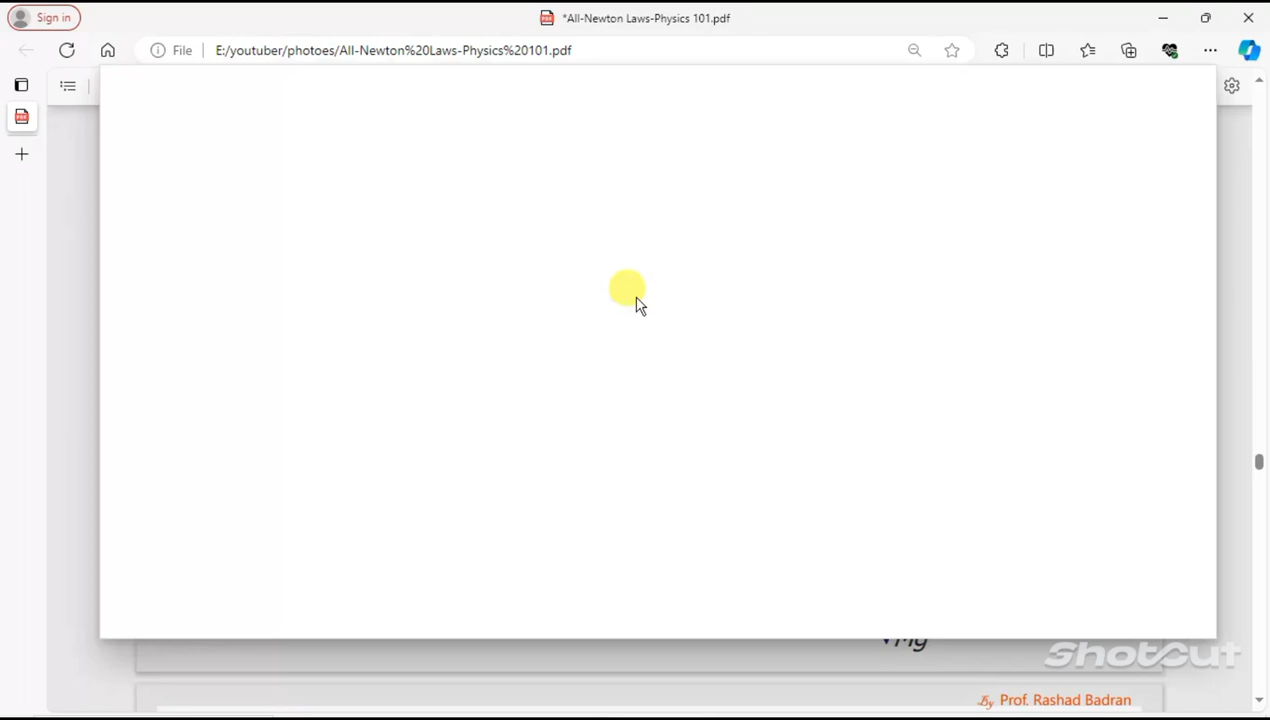 Sign in
*All-Newton Laws-Physics 101.pdf
File
E:/youtuber/photoes/All-Newton%20Laws-Physics%20101.pdf
Mg
Shotcut
By Prof. Rashad Badran